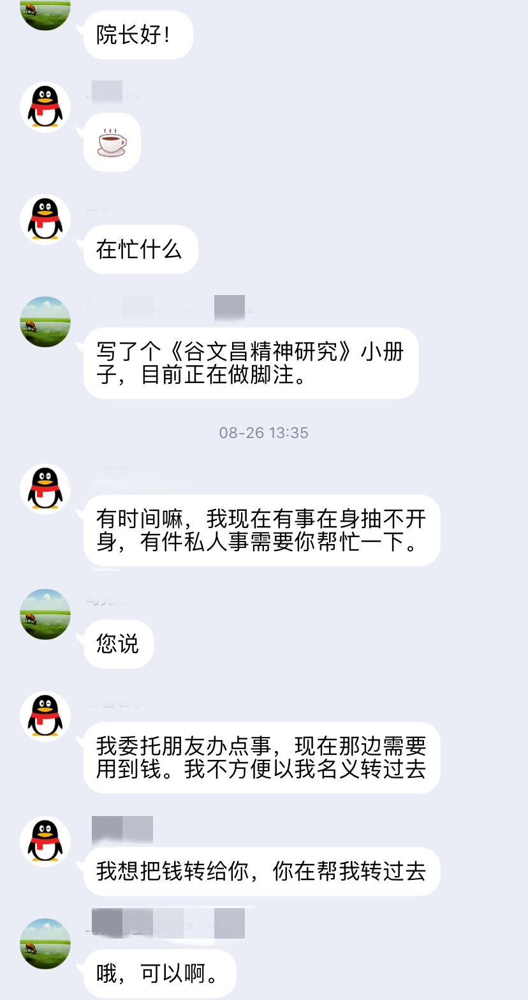 院长好！
在忙什么
写了个《谷文昌精神研究》小册
子，目前正在做脚注。
08-26 13:35
有时间嘛，我现在有事在身抽不开
身，有件私人事需要你帮忙一下。
您说
我委托朋友办点事，现在那边需要
用到钱。我不方便以我名义转过去
我想把钱转给你，你在帮我转过去
哦，可以啊。